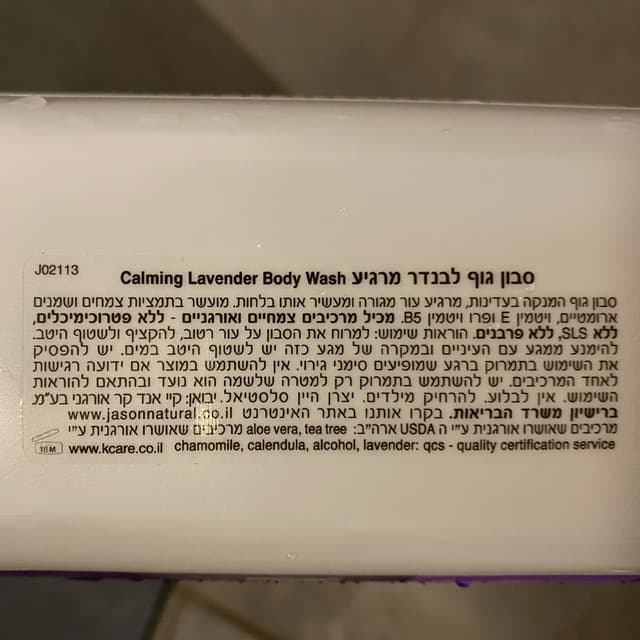 J02113
סבון גוף לבנדר מרגיע Calming Lavender Body Wash
סבון גוף המנקה בעדינות, מרגיע עור מגורה ומעשיר אותו בלחות. מועשר בתמציות צמחים ושמנים
ארומטיים, ויטמין E ופרו ויטמין B5. מכיל מרכיבים צמחיים ואורגניים - ללא פטרוכימיכלים,
ללא SLS, ללא פרבנים. הוראות שימוש: למרוח את הסבון על עור רטוב, להקציף ולשטוף היטב.
להימנע ממגע עם העיניים ובמקרה של מגע כזה יש לשטוף היטב במים. יש להפסיק
את השימוש בתמרוק ברגע שמופיעים סימני גירוי. אין להשתמש במוצר אם ידועה רגישות
לאחד המרכיבים. יש להשתמש בתמרוק רק למטרה שלשמה הוא נועד ובהתאם להוראות
השימוש. אין לבלוע. להרחיק מילדים. יצרן היין סלסטיאל. יבואן: קיי אנד קר אורגני בע״מ.
ברישיון משרד הבריאות. בקרו אותנו באתר האינטרנט www.jasonnatural.co.il
מרכיבים שאושרו אורגנית ע״י ה USDA ארה״ב: aloe vera, tea tree מרכיבים שאושרו אורגנית ע״י
chamomile, calendula, alcohol, lavender: qcs - quality certification service
www.kcare.co.il
18M